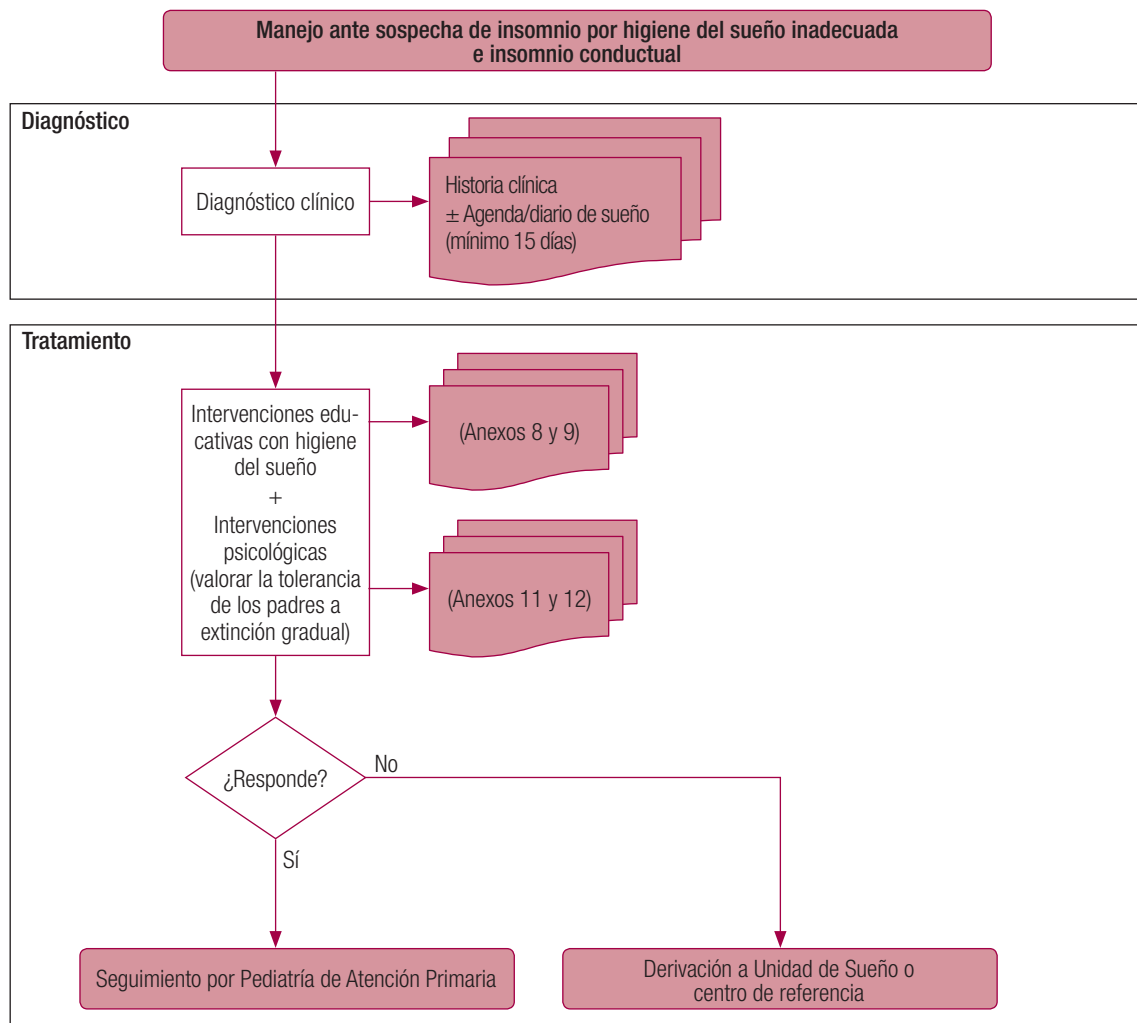 Manejo ante sospecha de insomnio por higiene del sueño inadecuada
e insomnio conductual
Diagnóstico
Diagnóstico clínico
Historia clínica
± Agenda/diario de sueño
(mínimo 15 días)
Tratamiento
Intervenciones edu-
cativas con higiene
del sueño
+
Intervenciones
psicológicas
(valorar la tolerancia
de los padres a
extinción gradual)
(Anexos 8 y 9)
(Anexos 11 y 12)
¿Responde?
No
Sí
Seguimiento por Pediatría de Atención Primaria
Derivación a Unidad de Sueño o
centro de referencia